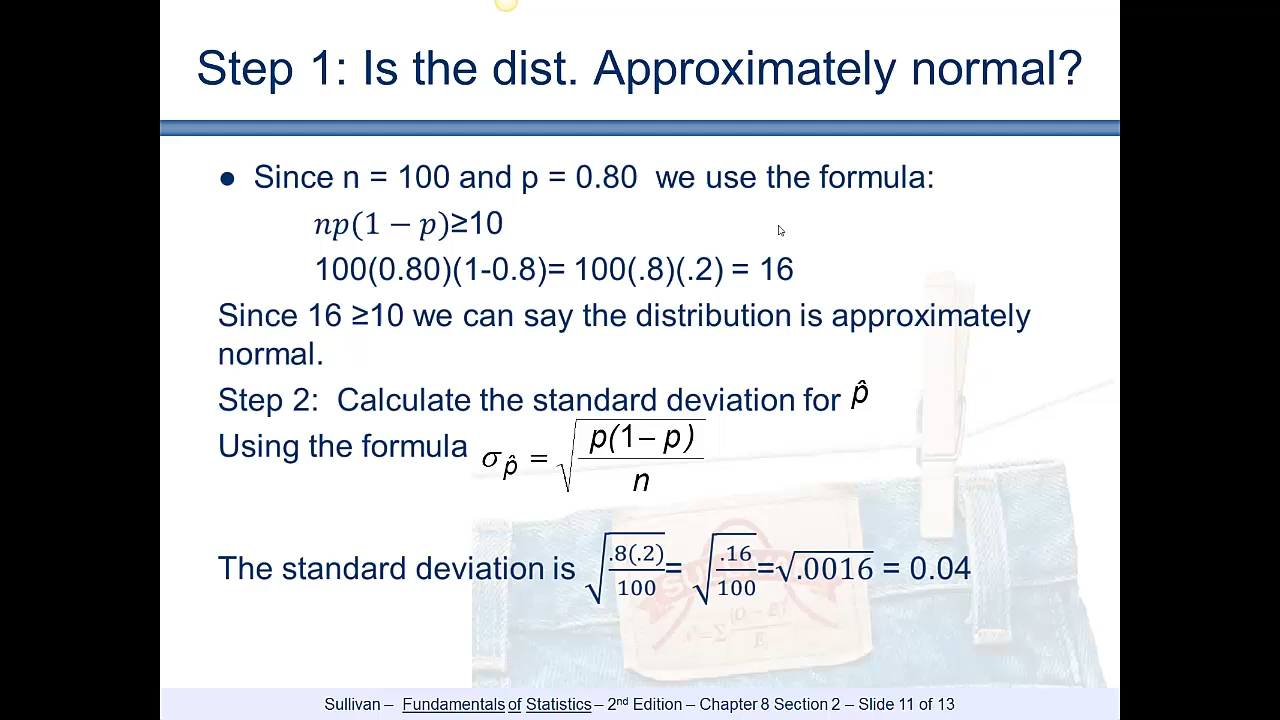 Step 1: Is the dist. Approximately normal?
● Since n = 100 and p = 0.80 we use the formula:
𝑛𝑝(1 − 𝑝)≥10
100(0.80)(1-0.8)= 100(.8)(.2) = 16
Since 16 ≥10 we can say the distribution is approximately
normal.
Step 2: Calculate the standard deviation for p̂
Using the formula σp̂ = √(p(1– p)/n)
The standard deviation is √(.8(.2)/100)= √(.16/100)=√.0016 = 0.04
Sullivan – Fundamentals of Statistics – 2nd Edition – Chapter 8 Section 2 – Slide 11 of 13